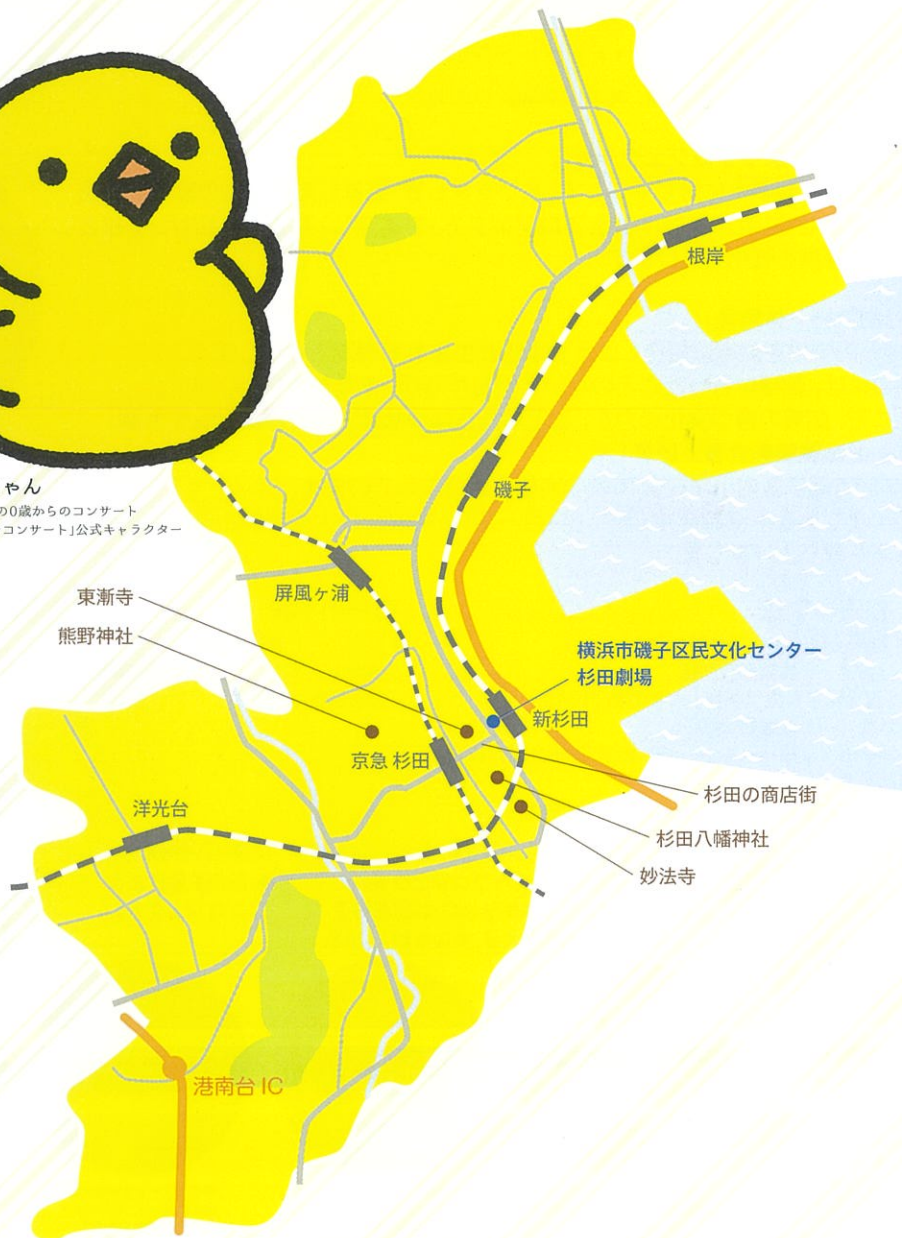 根岸
磯子
ゃん
の0歳からのコンサート
コンサート」公式キャラクター
屏風ヶ浦
東漸寺
熊野神社
横浜市磯子区民文化センター
杉田劇場
新杉田
京急 杉田
杉田の商店街
洋光台
杉田八幡神社
妙法寺
港南台 IC